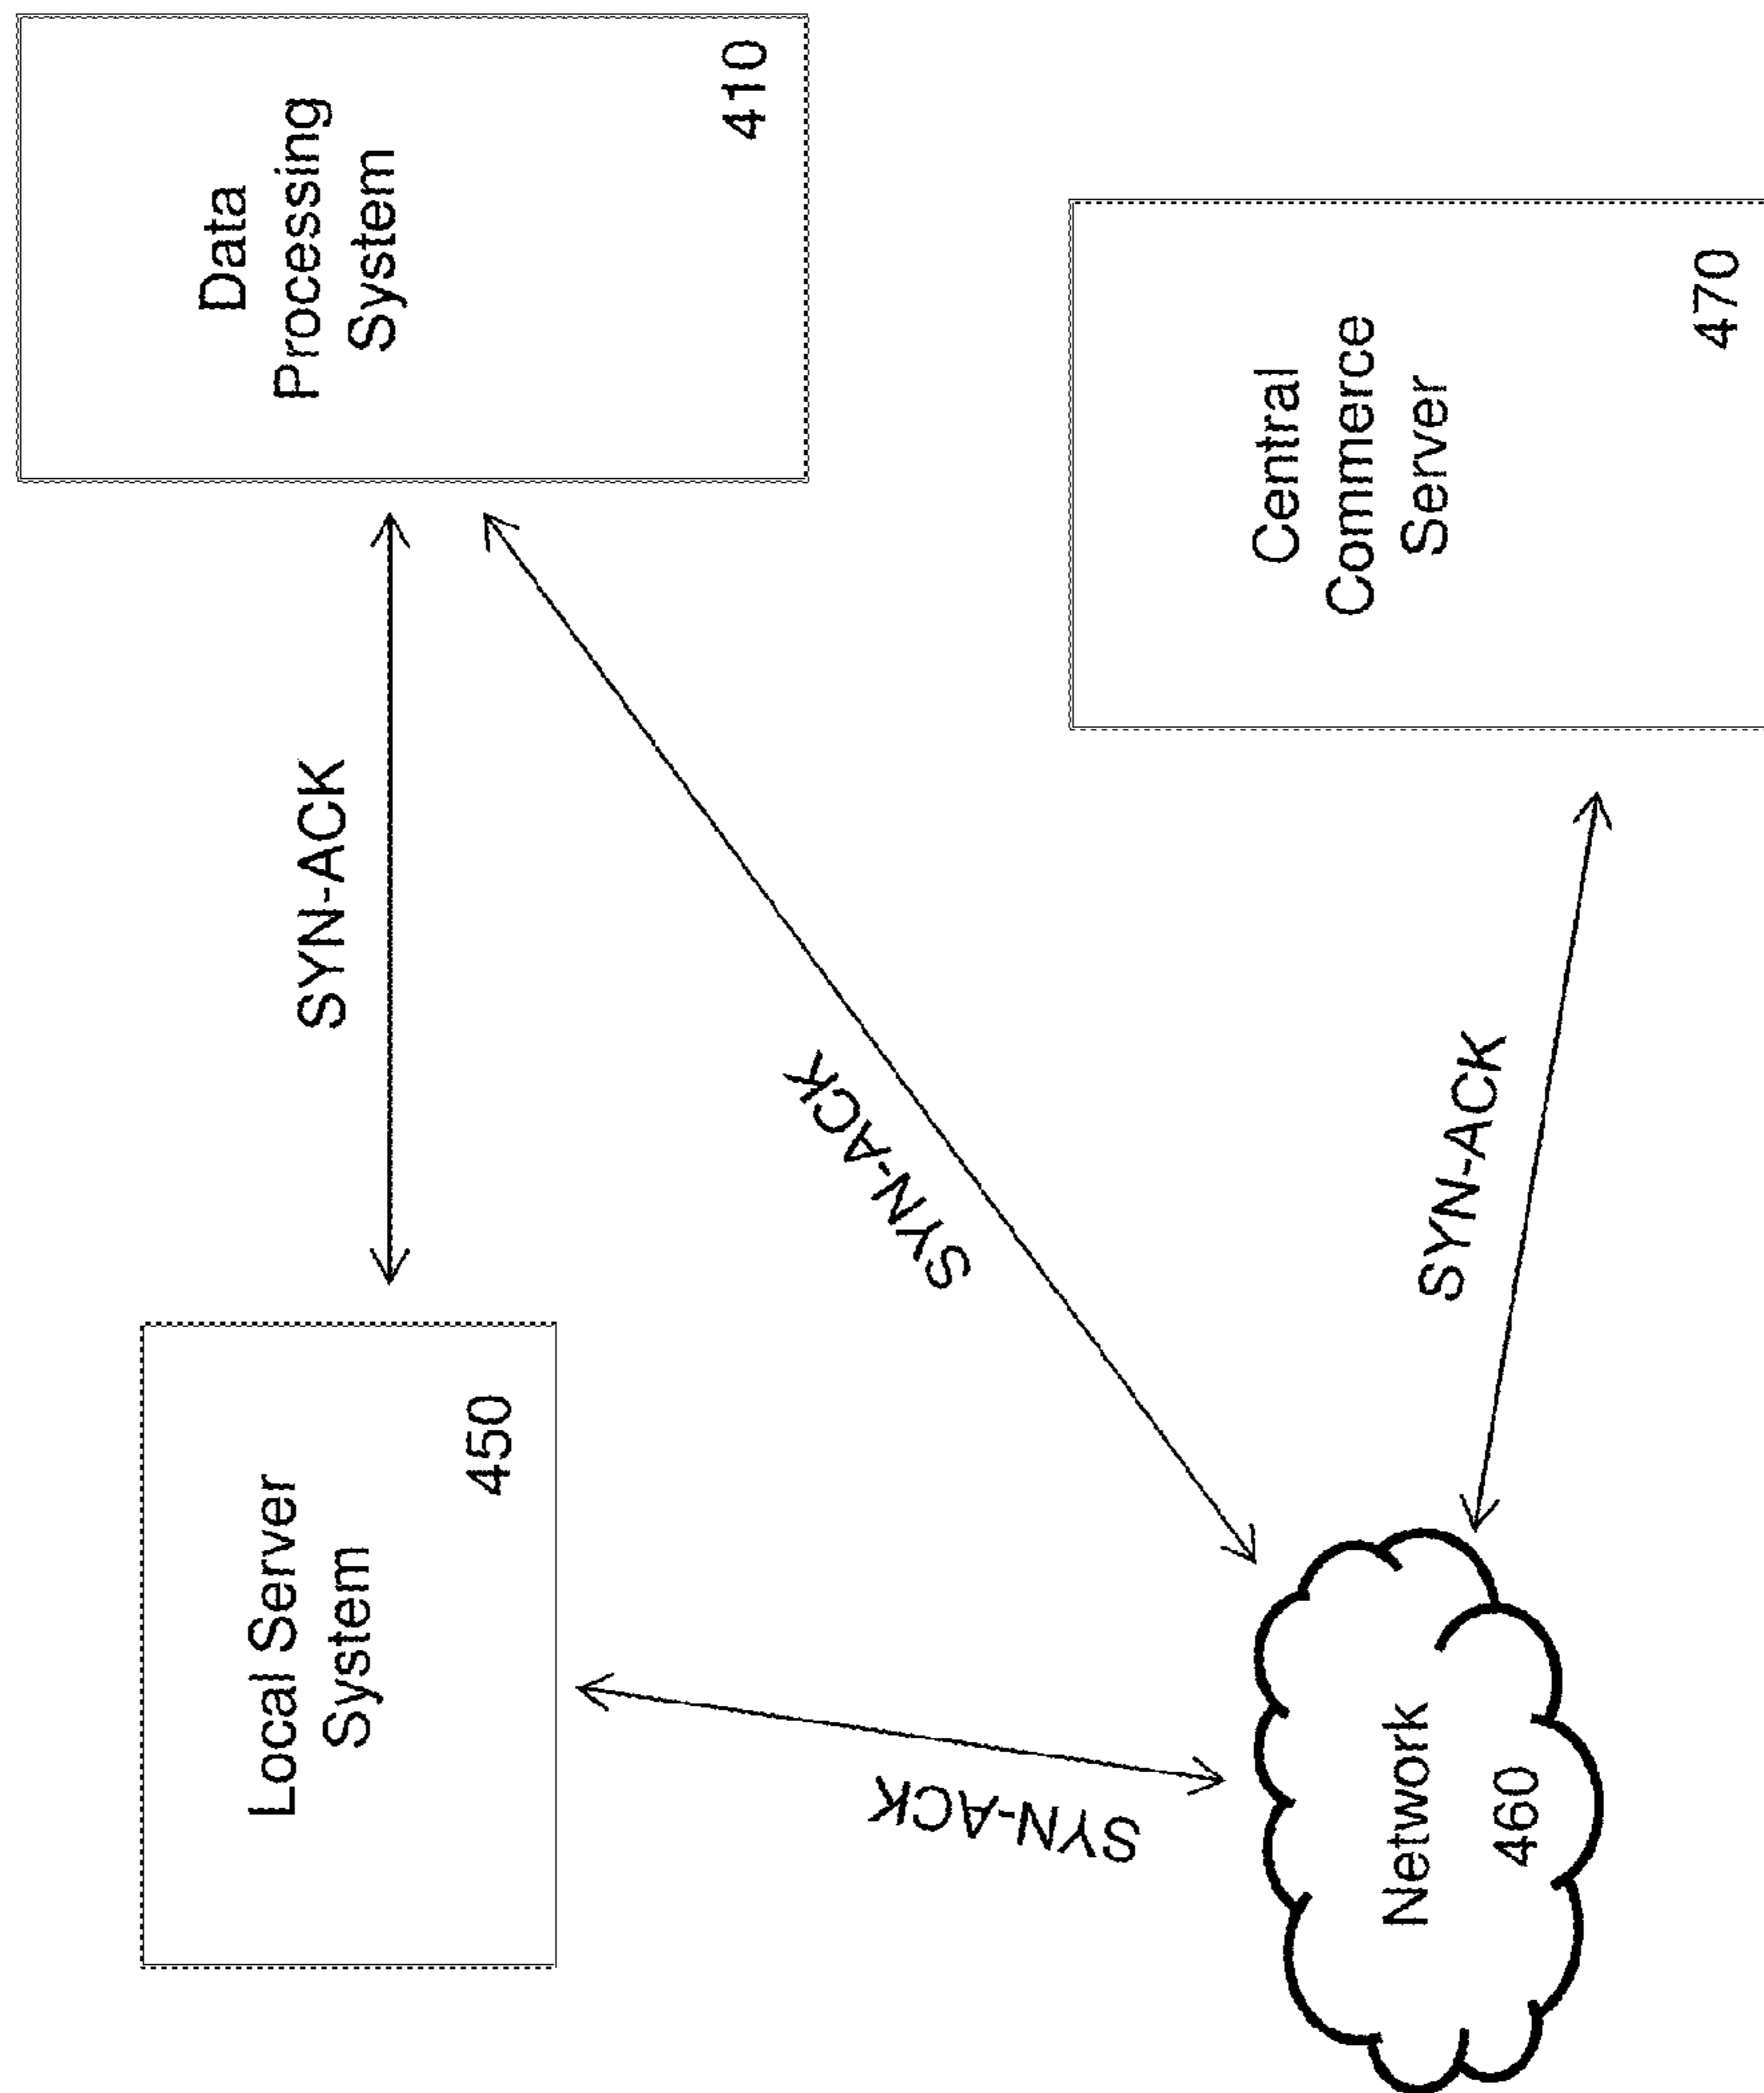 Local Server
System
450
SYN-ACK
Data
Processing
System
410
SYN-ACK
SYN-ACK
Network
460
SYN-ACK
Central
Commerce
Server
470